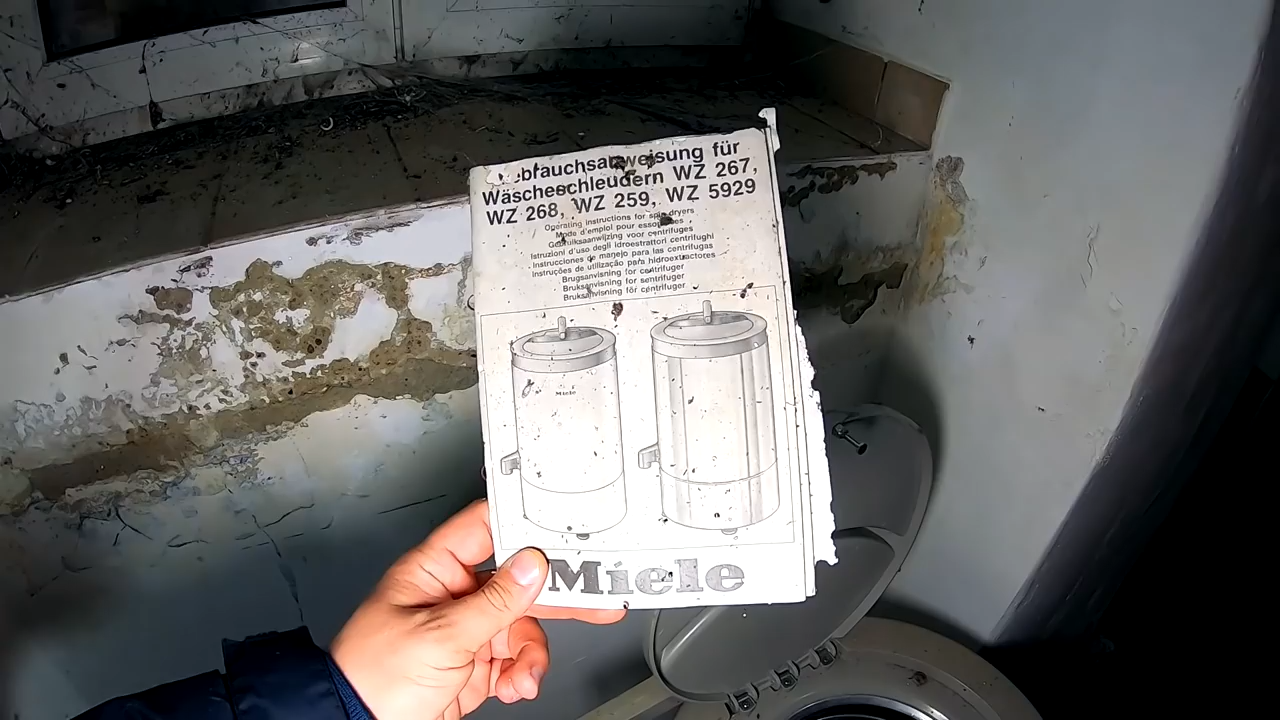 Gebrauchsanweisung für
Wäscheschleudern WZ 267,
WZ 268, WZ 259, WZ 5929
Operating instructions for spin dryers
Mode d'emploi pour essoreuses
Gebruiksaanwijzing voor centrifuges
Istruzioni d'uso degli idroestrattori centrifughi
Instrucciones de manejo para las centrifugas
Instruções de utilização para hidroextractores
Brugsanvisning for centrifuger
Bruksanvisning for sentrifuger
Bruksanvisning för centrifuger
Miele
Miele